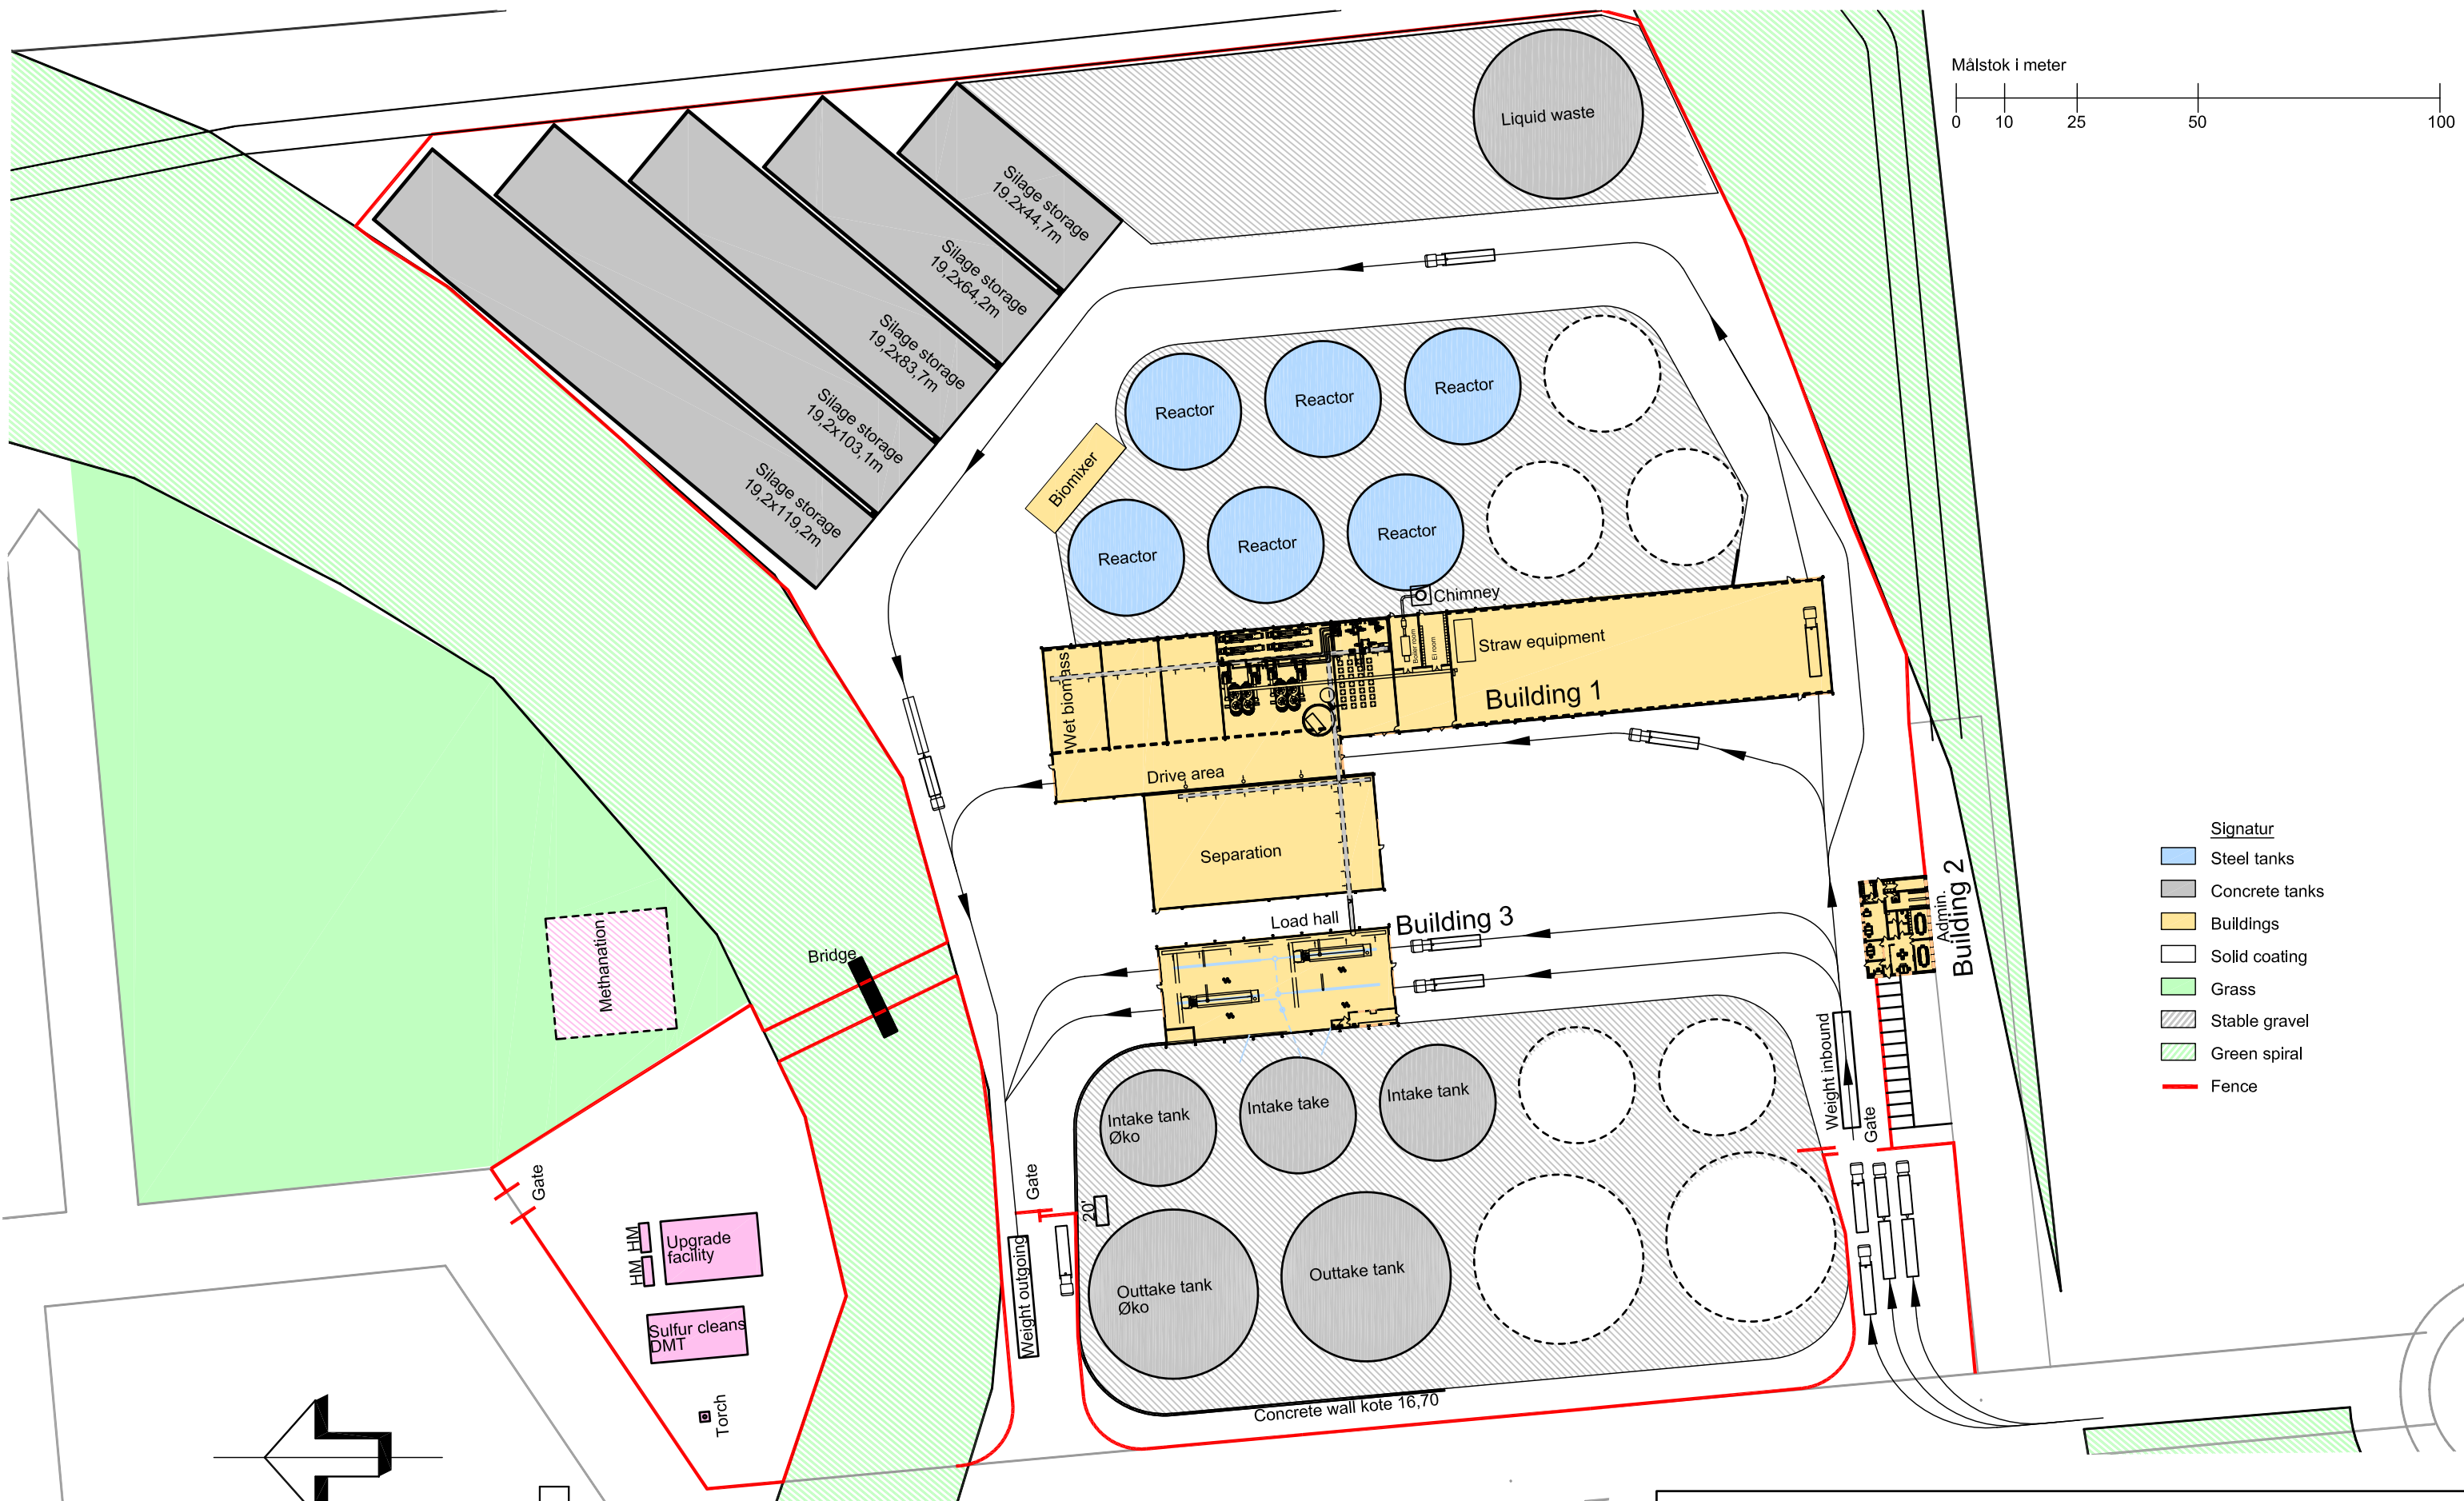 Målstok i meter
0 10 25 50 100
Liquid waste
Silage storage
19.2x44,7m
Silage storage
19,2x64,2m
Silage storage
19,2x83,7m
Silage storage
19,2x103,1m
Silage storage
19,2x119,2m
Reactor
Reactor
Reactor
Biomixer
Reactor
Reactor
Reactor
Chimney
Wet biomass
Boiler room
El room
Straw equipment
Building 1
Drive area
Separation
Load hall
Building 3
Admin.
Building 2
Signatur
Steel tanks
Concrete tanks
Buildings
Solid coating
Grass
Stable gravel
Green spiral
Fence
Methanation
Bridge
Weight inbound
Gate
Intake tank
Øko
Intake take
Intake tank
Gate
Gate
20'
HM
HM
Upgrade
facility
Weight outgoing
Outtake tank
Øko
Outtake tank
Sulfur cleans
DMT
Torch
Concrete wall kote 16,70